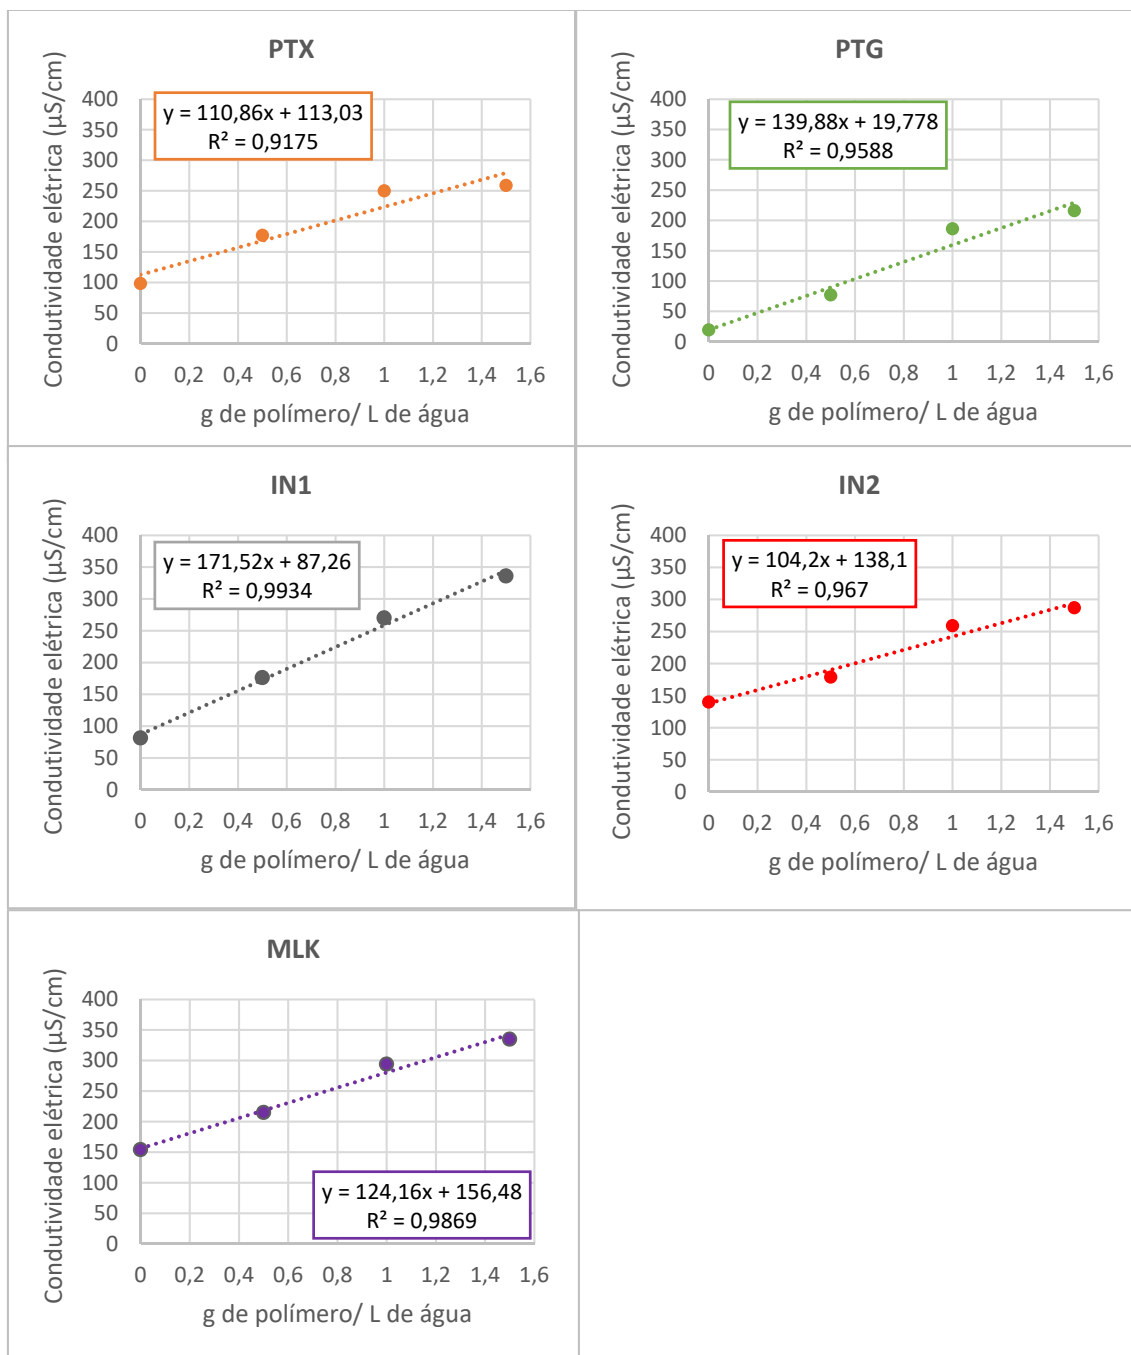 PTX
Condutividade elétrica (µS/cm)
y = 110,86x + 113,03
R² = 0,9175
400
350
300
250
200
150
100
50
0
0 0,2 0,4 0,6 0,8 1 1,2 1,4 1,6
g de polímero/ L de água
PTG
Condutividade elétrica (µS/cm)
y = 139,88x + 19,778
R² = 0,9588
400
350
300
250
200
150
100
50
0
0 0,2 0,4 0,6 0,8 1 1,2 1,4 1,6
g de polímero/ L de água
IN1
Condutividade elétrica (µS/cm)
y = 171,52x + 87,26
R² = 0,9934
400
350
300
250
200
150
100
50
0
0 0,2 0,4 0,6 0,8 1 1,2 1,4 1,6
g de polímero/ L de água
IN2
Condutividade elétrica (µS/cm)
y = 104,2x + 138,1
R² = 0,967
400
350
300
250
200
150
100
50
0
0 0,2 0,4 0,6 0,8 1 1,2 1,4 1,6
g de polímero/ L de água
MLK
Condutividade elétrica (µS/cm)
400
350
300
250
200
150
100
50
0
y = 124,16x + 156,48
R² = 0,9869
0 0,2 0,4 0,6 0,8 1 1,2 1,4 1,6
g de polímero/ L de água